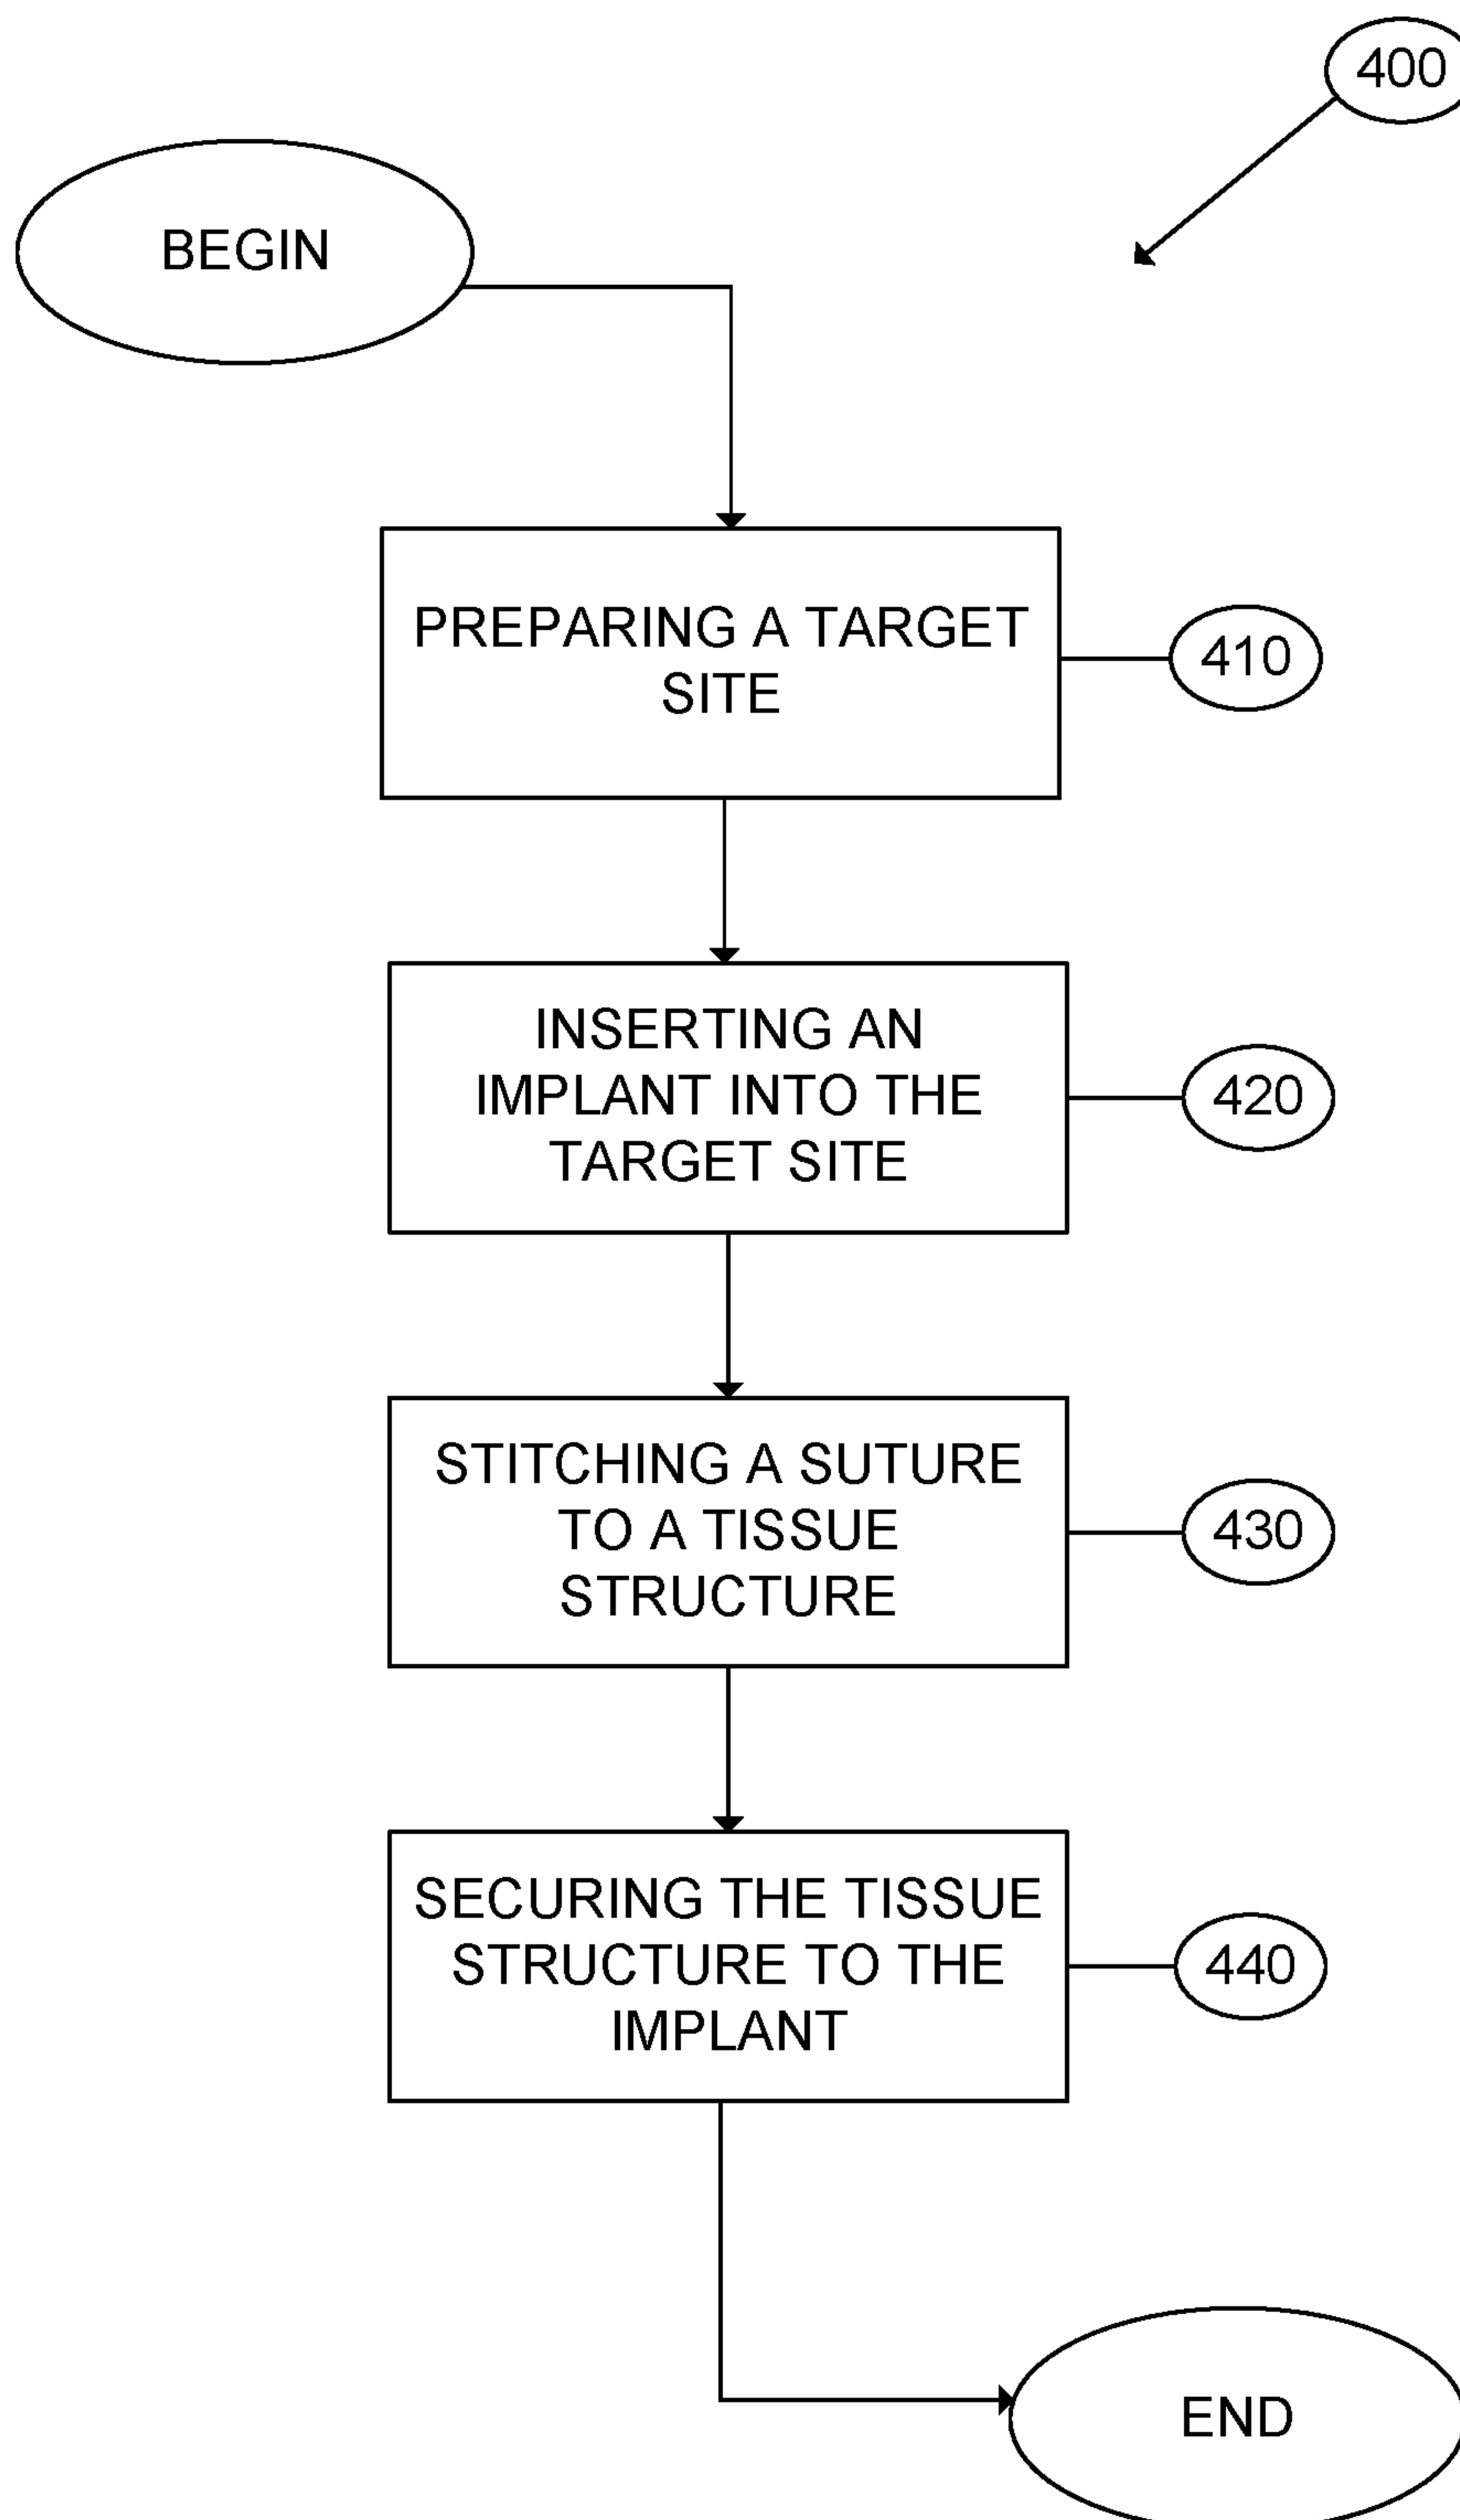 400
BEGIN
PREPARING A TARGET
SITE
410
INSERTING AN
IMPLANT INTO THE
TARGET SITE
420
STITCHING A SUTURE
TO A TISSUE
STRUCTURE
430
SECURING THE TISSUE
STRUCTURE TO THE
IMPLANT
440
END